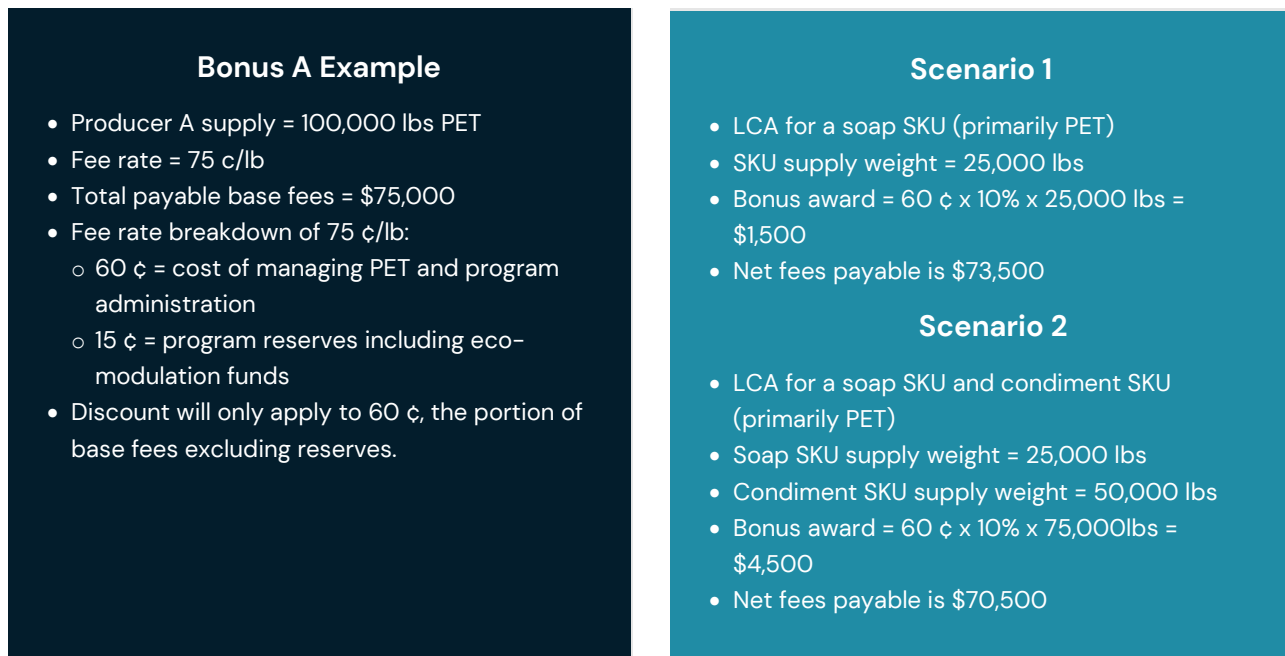 Bonus A Example
• Producer A supply = 100,000 lbs PET
• Fee rate = 75 c/lb
• Total payable base fees = $75,000
• Fee rate breakdown of 75 ¢/lb:
○ 60 ¢ = cost of managing PET and program
administration
○ 15 ¢ = program reserves including eco-
modulation funds
• Discount will only apply to 60 ¢, the portion of
base fees excluding reserves.
Scenario 1
• LCA for a soap SKU (primarily PET)
• SKU supply weight = 25,000 lbs
• Bonus award = 60 ¢ x 10% x 25,000 lbs =
$1,500
• Net fees payable is $73,500
Scenario 2
• LCA for a soap SKU and condiment SKU
(primarily PET)
• Soap SKU supply weight = 25,000 lbs
• Condiment SKU supply weight = 50,000 lbs
• Bonus award = 60 ¢ x 10% x 75,000lbs =
$4,500
• Net fees payable is $70,500